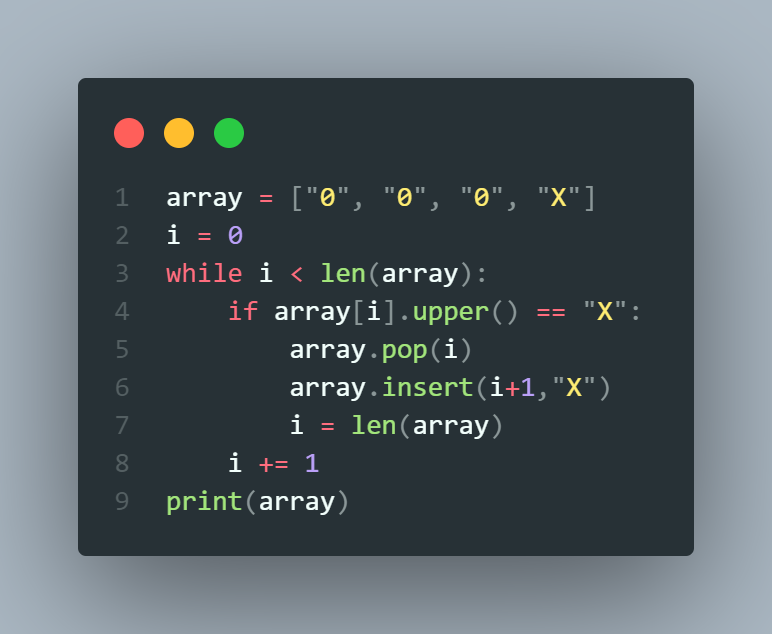 1 array = ["0", "0", "0", "X"]
2 i = 0
3 while i < len(array):
4     if array[i].upper() == "X":
5         array.pop(i)
6         array.insert(i+1,"X")
7         i = len(array)
8     i += 1
9 print(array)